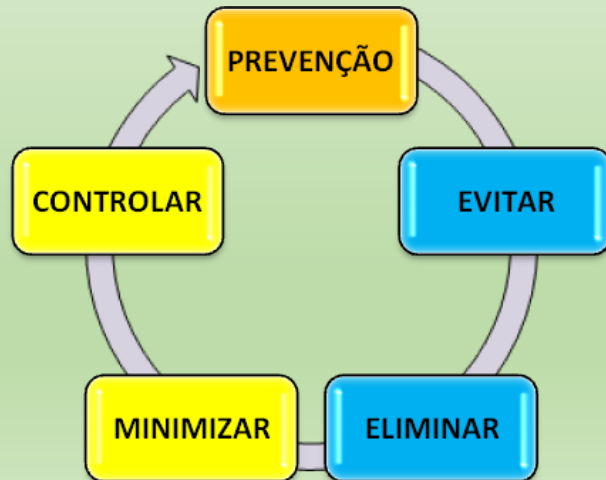 PREVENÇÃO
EVITAR
ELIMINAR
MINIMIZAR
CONTROLAR